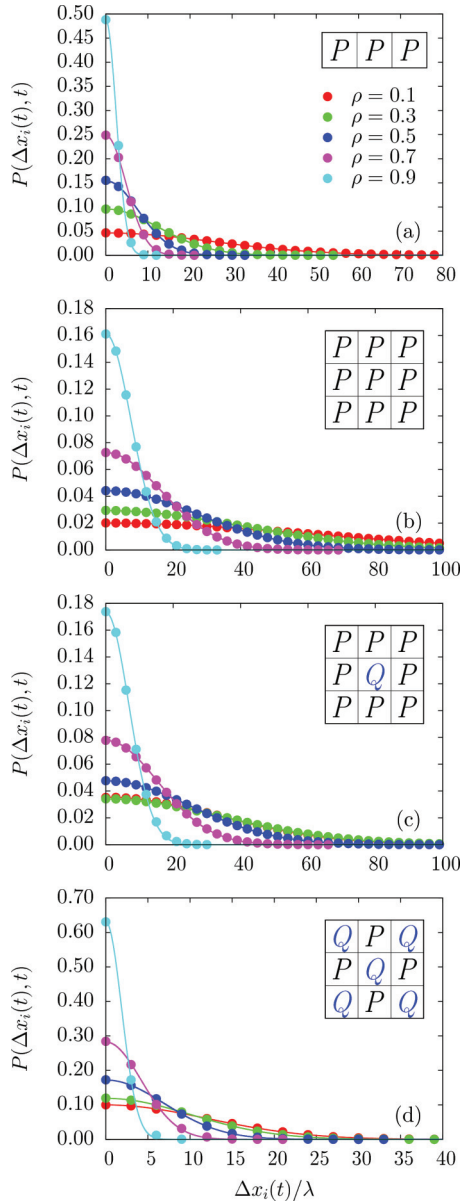 0.50
0.45
0.40
0.35
0.30
0.25
0.20
0.15
0.10
0.05
0.00
P(Δx_i(t), t)
P P P
ρ = 0.1
ρ = 0.3
ρ = 0.5
ρ = 0.7
ρ = 0.9
(a)
0 10 20 30 40 50 60 70 80
0.18
0.16
0.14
0.12
0.10
0.08
0.06
0.04
0.02
0.00
P(Δx_i(t), t)
P P P
P P P
P P P
(b)
0 20 40 60 80 100
0.18
0.16
0.14
0.12
0.10
0.08
0.06
0.04
0.02
0.00
P(Δx_i(t), t)
P P P
P Q P
P P P
(c)
0 20 40 60 80 100
0.70
0.60
0.50
0.40
0.30
0.20
0.10
0.00
P(Δx_i(t), t)
Q P Q
P Q P
Q P Q
(d)
0 5 10 15 20 25 30 35 40
Δx_i(t)/λ